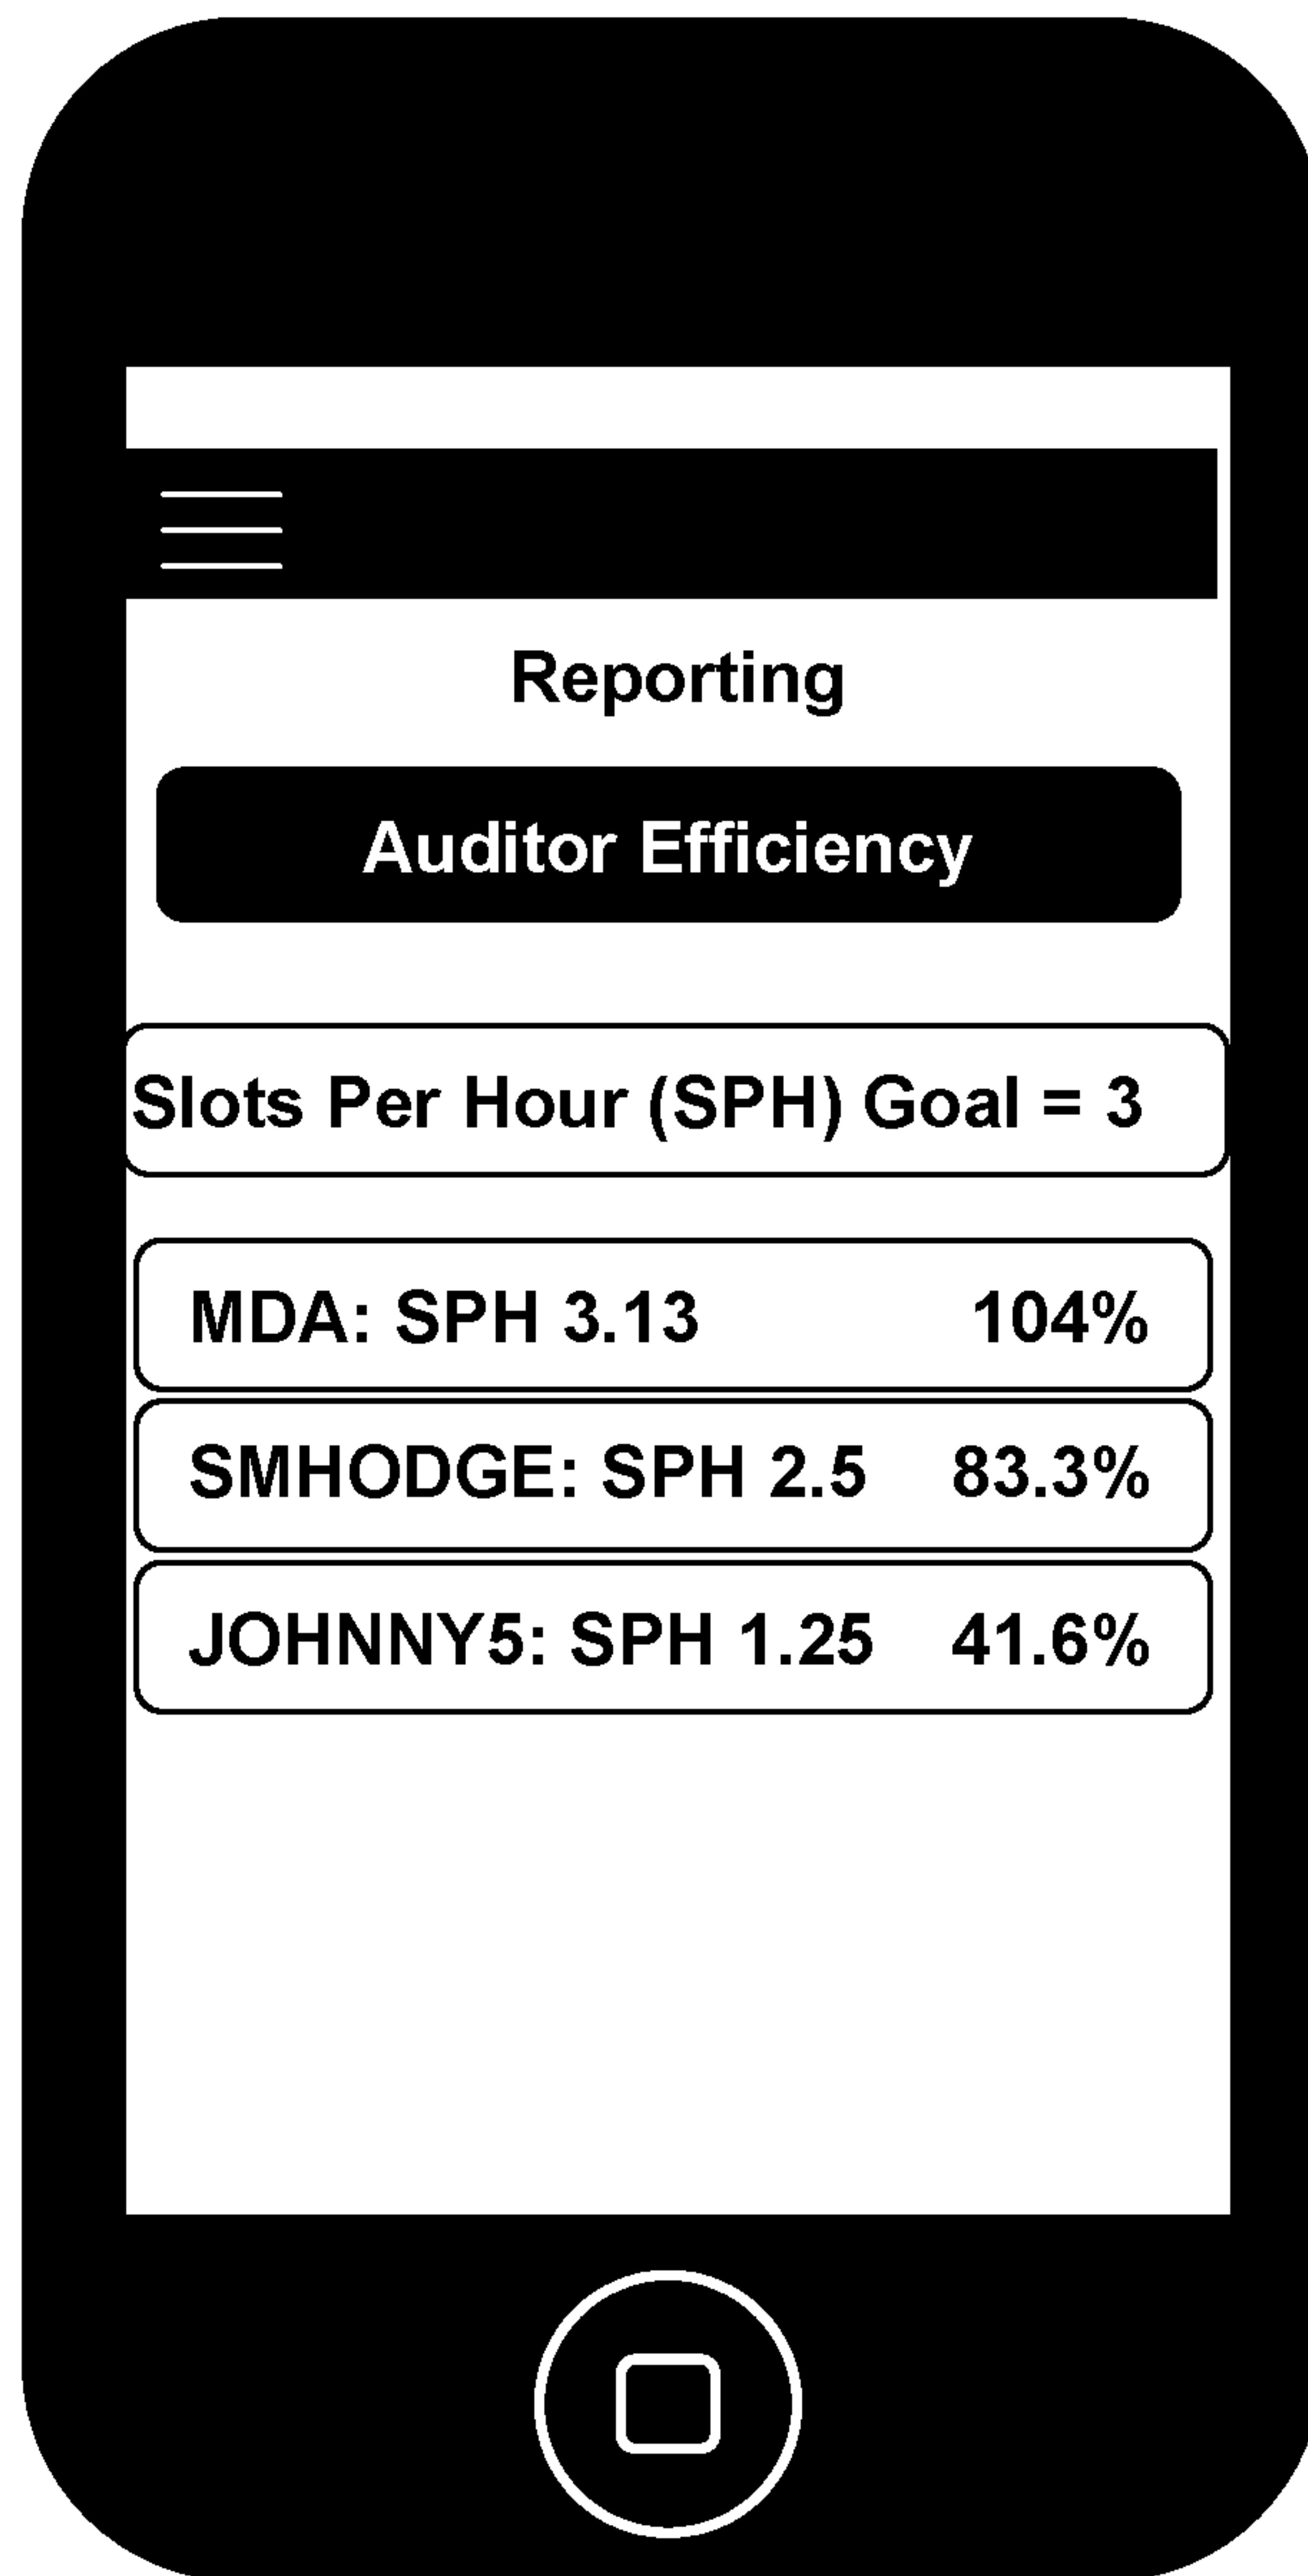 Reporting
Auditor Efficiency
Slots Per Hour (SPH) Goal = 3
MDA: SPH 3.13 104%
SMHODGE: SPH 2.5 83.3%
JOHNNY5: SPH 1.25 41.6%